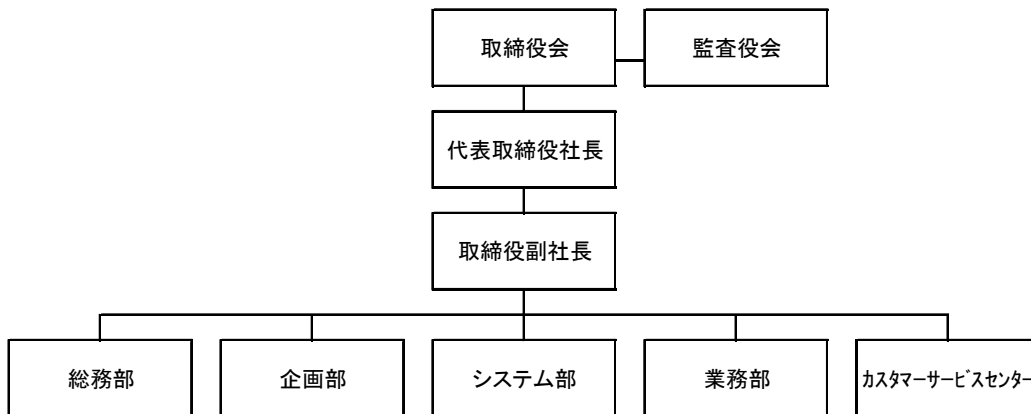 取締役会
監査役会
代表取締役社長
取締役副社長
総務部
企画部
システム部
業務部
カスタマーサービスセンター